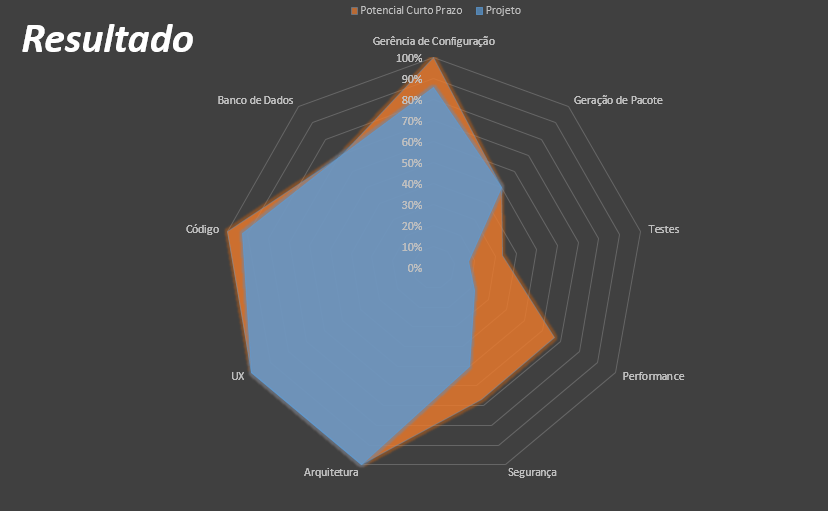 Resultado
Potencial Curto Prazo
Projeto
Gerência de Configuração
100%
90%
80%
70%
60%
50%
40%
30%
20%
10%
0%
Geração de Pacote
Testes
Performance
Segurança
Arquitetura
UX
Código
Banco de Dados